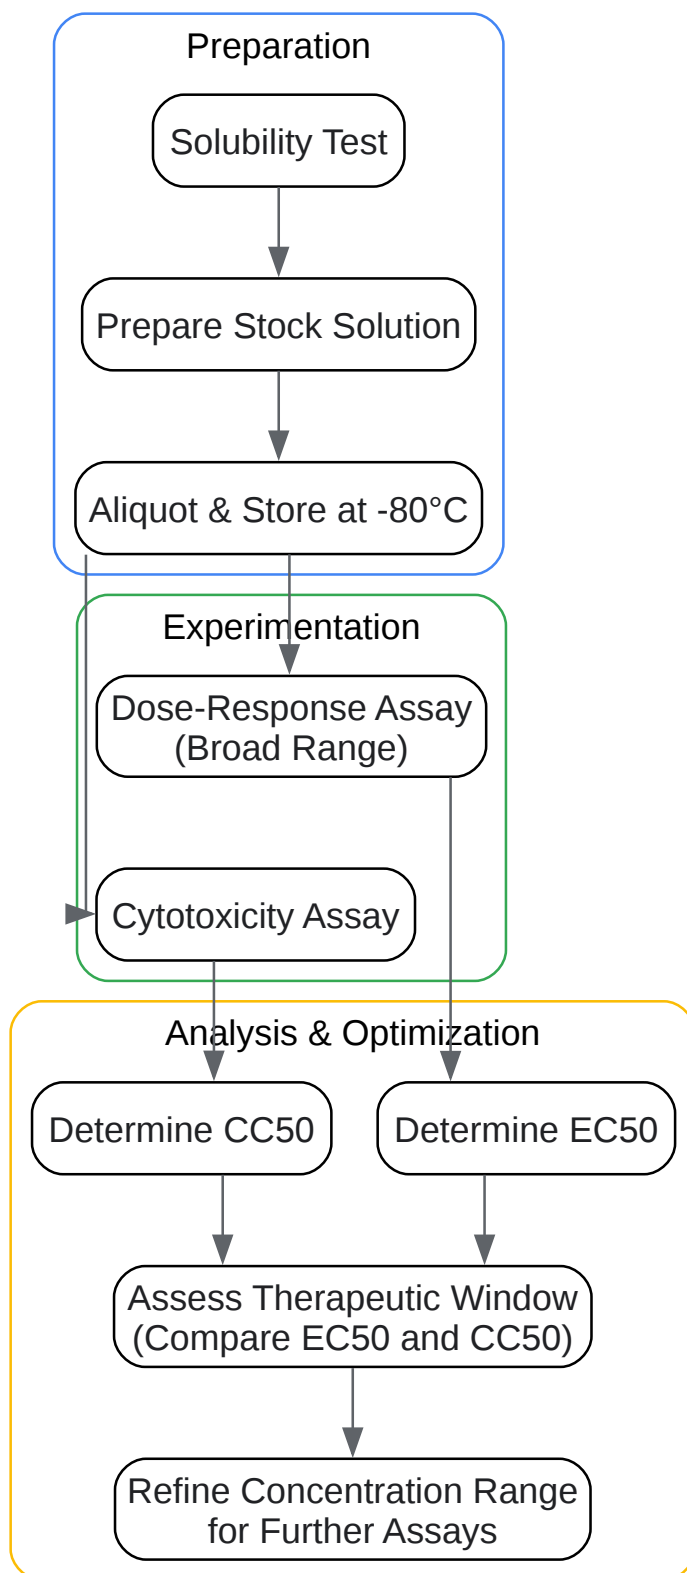 Preparation
Solubility Test
Prepare Stock Solution
Aliquot & Store at -80°C
Experimentation
Dose-Response Assay
(Broad Range)
Cytotoxicity Assay
Analysis & Optimization
Determine CC50
Determine EC50
Assess Therapeutic Window
(Compare EC50 and CC50)
Refine Concentration Range
for Further Assays